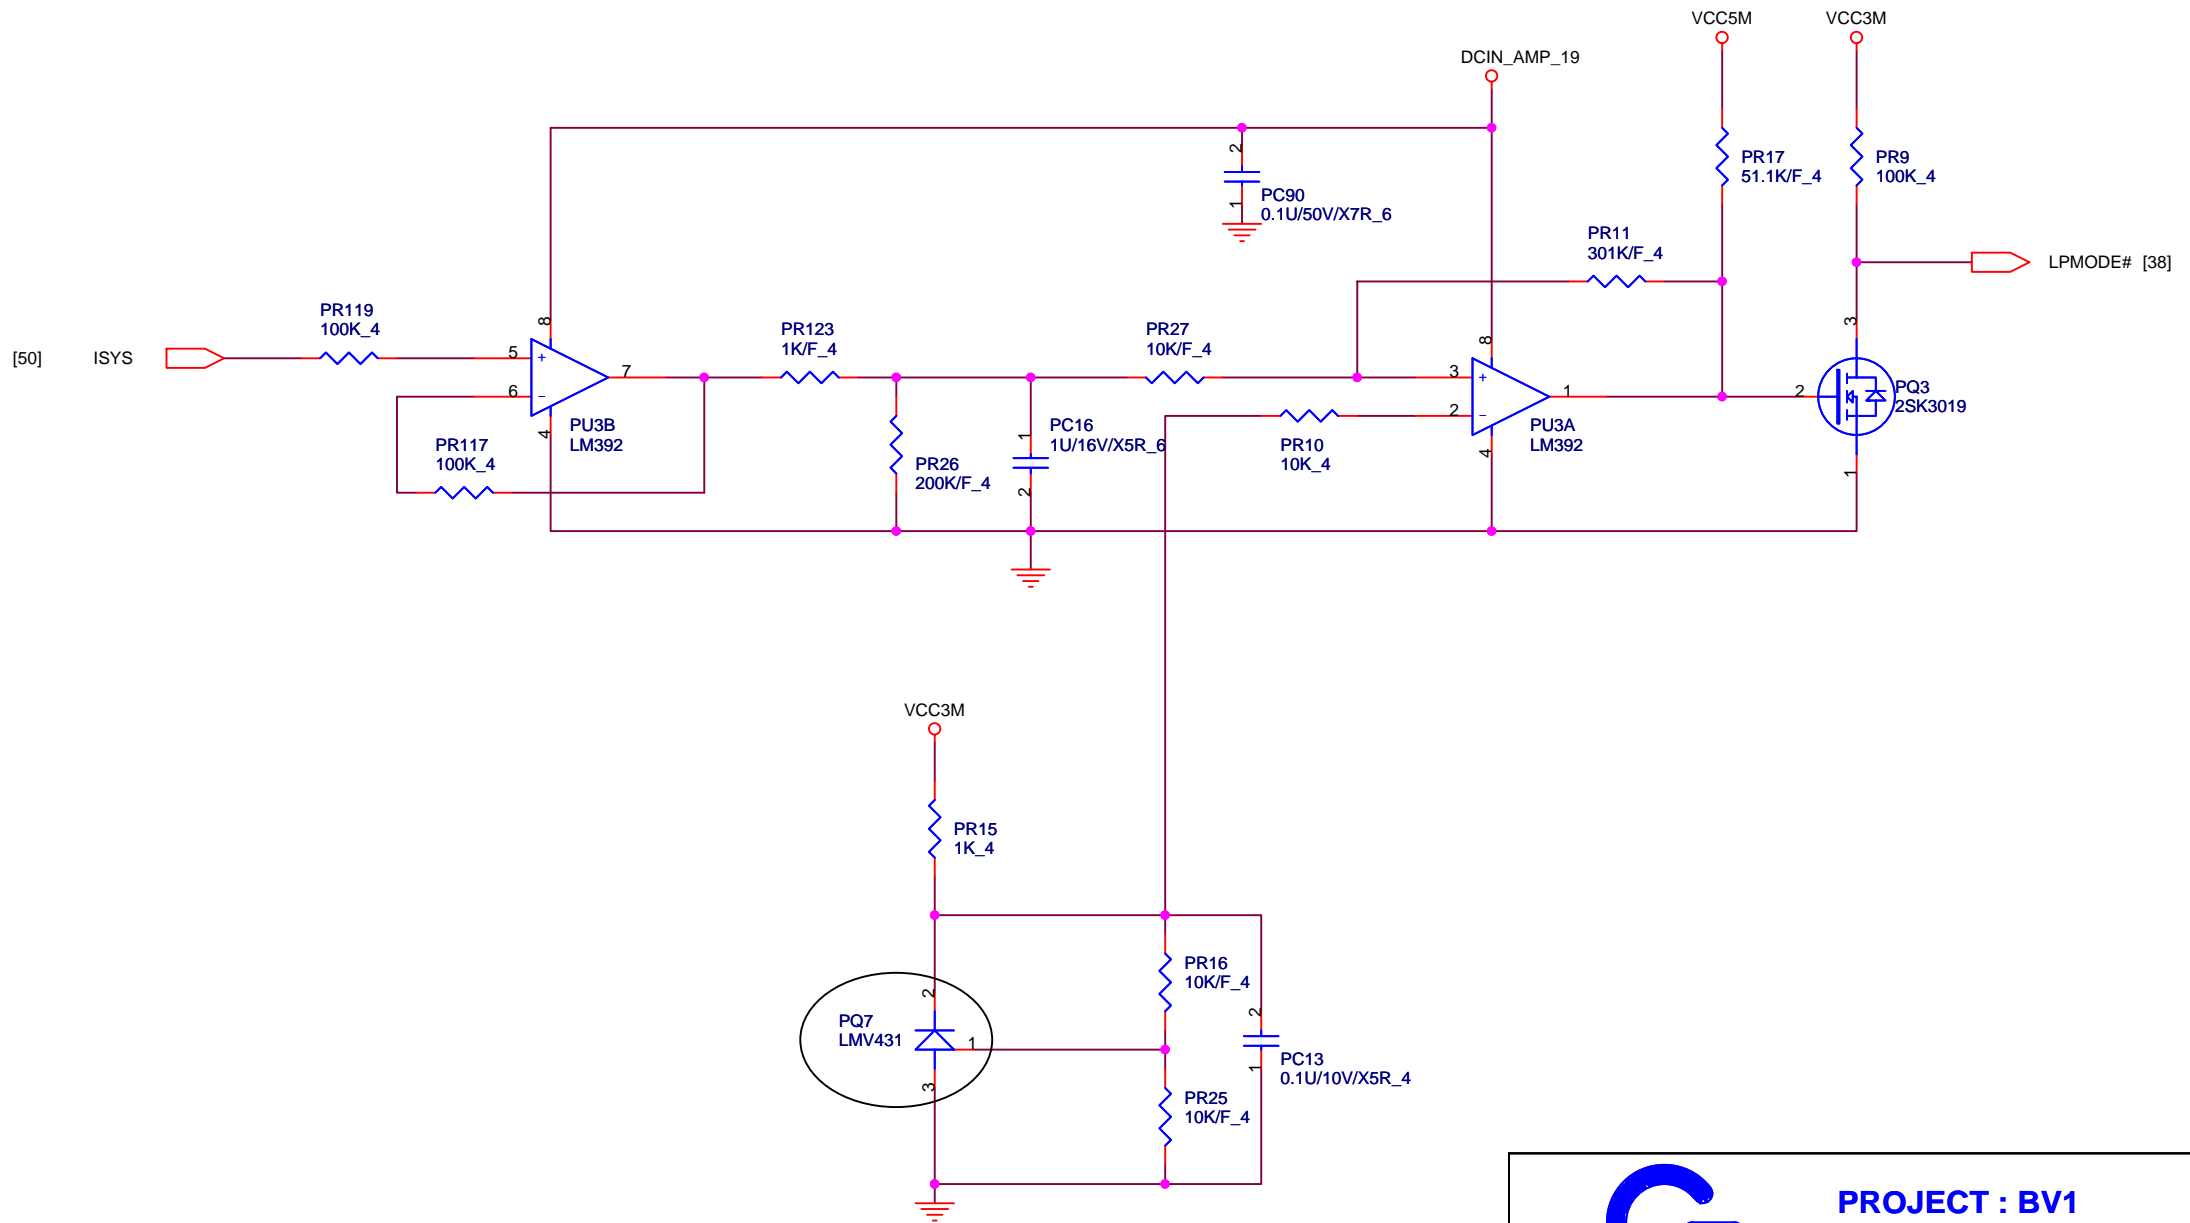 VCC5M
VCC3M
DCIN_AMP_19
2
PC90
1
0.1U/50V/X7R_6
PR17
51.1K/F_4
PR9
100K_4
PR11
301K/F_4
LPMODE# [38]
PR119
100K_4
8
PR123
1K/F_4
PR27
10K/F_4
8
3
[50] ISYS
5
+
7
6
−
4
PU3B
LM392
PR117
100K_4
PR26
200K/F_4
1
PC16
1U/16V/X5R_6
2
3
+
1
2
−
4
PR10
10K_4
PU3A
LM392
2
PQ3
2SK3019
1
VCC3M
PR15
1K_4
PR16
10K/F_4
2
PQ7
LMV431
1
3
2
PC13
0.1U/10V/X5R_4
1
PR25
10K/F_4
PROJECT : BV1